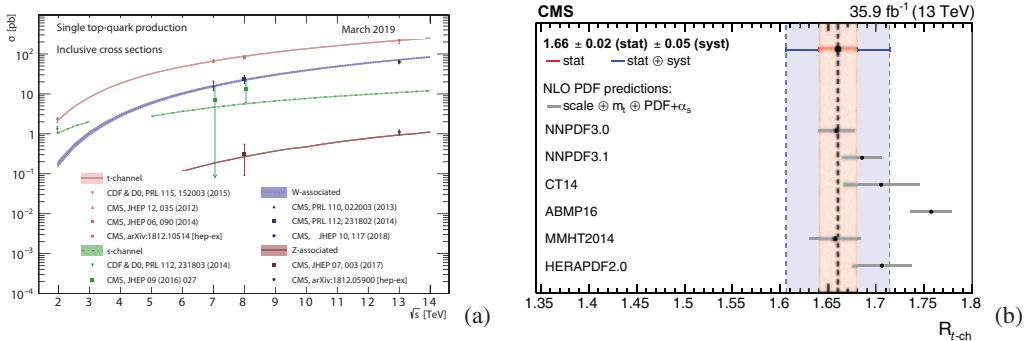 σ [pb]
Single top-quark production
March 2019
Inclusive cross sections
10²
10
1
10⁻¹
10⁻²
10⁻³
10⁻⁴
t-channel
CDF & D0, PRL 115, 152003 (2015)
CMS, JHEP 12, 035 (2012)
CMS, JHEP 06, 090 (2014)
CMS, arXiv:1812.10514 [hep-ex]
s-channel
CDF & D0, PRL 112, 231803 (2014)
CMS, JHEP 09 (2016) 027
W-associated
CMS, PRL 110, 022003 (2013)
CMS, PRL 112, 231802 (2014)
CMS, JHEP 10, 117 (2018)
Z-associated
CMS, JHEP 07, 003 (2017)
CMS, arXiv:1812.05900 [hep-ex]
2 3 4 5 6 7 8 9 10 11 12 13 14
√s [TeV]
(a)
CMS
35.9 fb⁻¹ (13 TeV)
1.66 ± 0.02 (stat) ± 0.05 (syst)
stat
stat ⊕ syst
NLO PDF predictions:
scale ⊕ mₜ ⊕ PDF+αₛ
NNPDF3.0
NNPDF3.1
CT14
ABMP16
MMHT2014
HERAPDF2.0
1.35 1.4 1.45 1.5 1.55 1.6 1.65 1.7 1.75 1.8
R t-ch
(b)